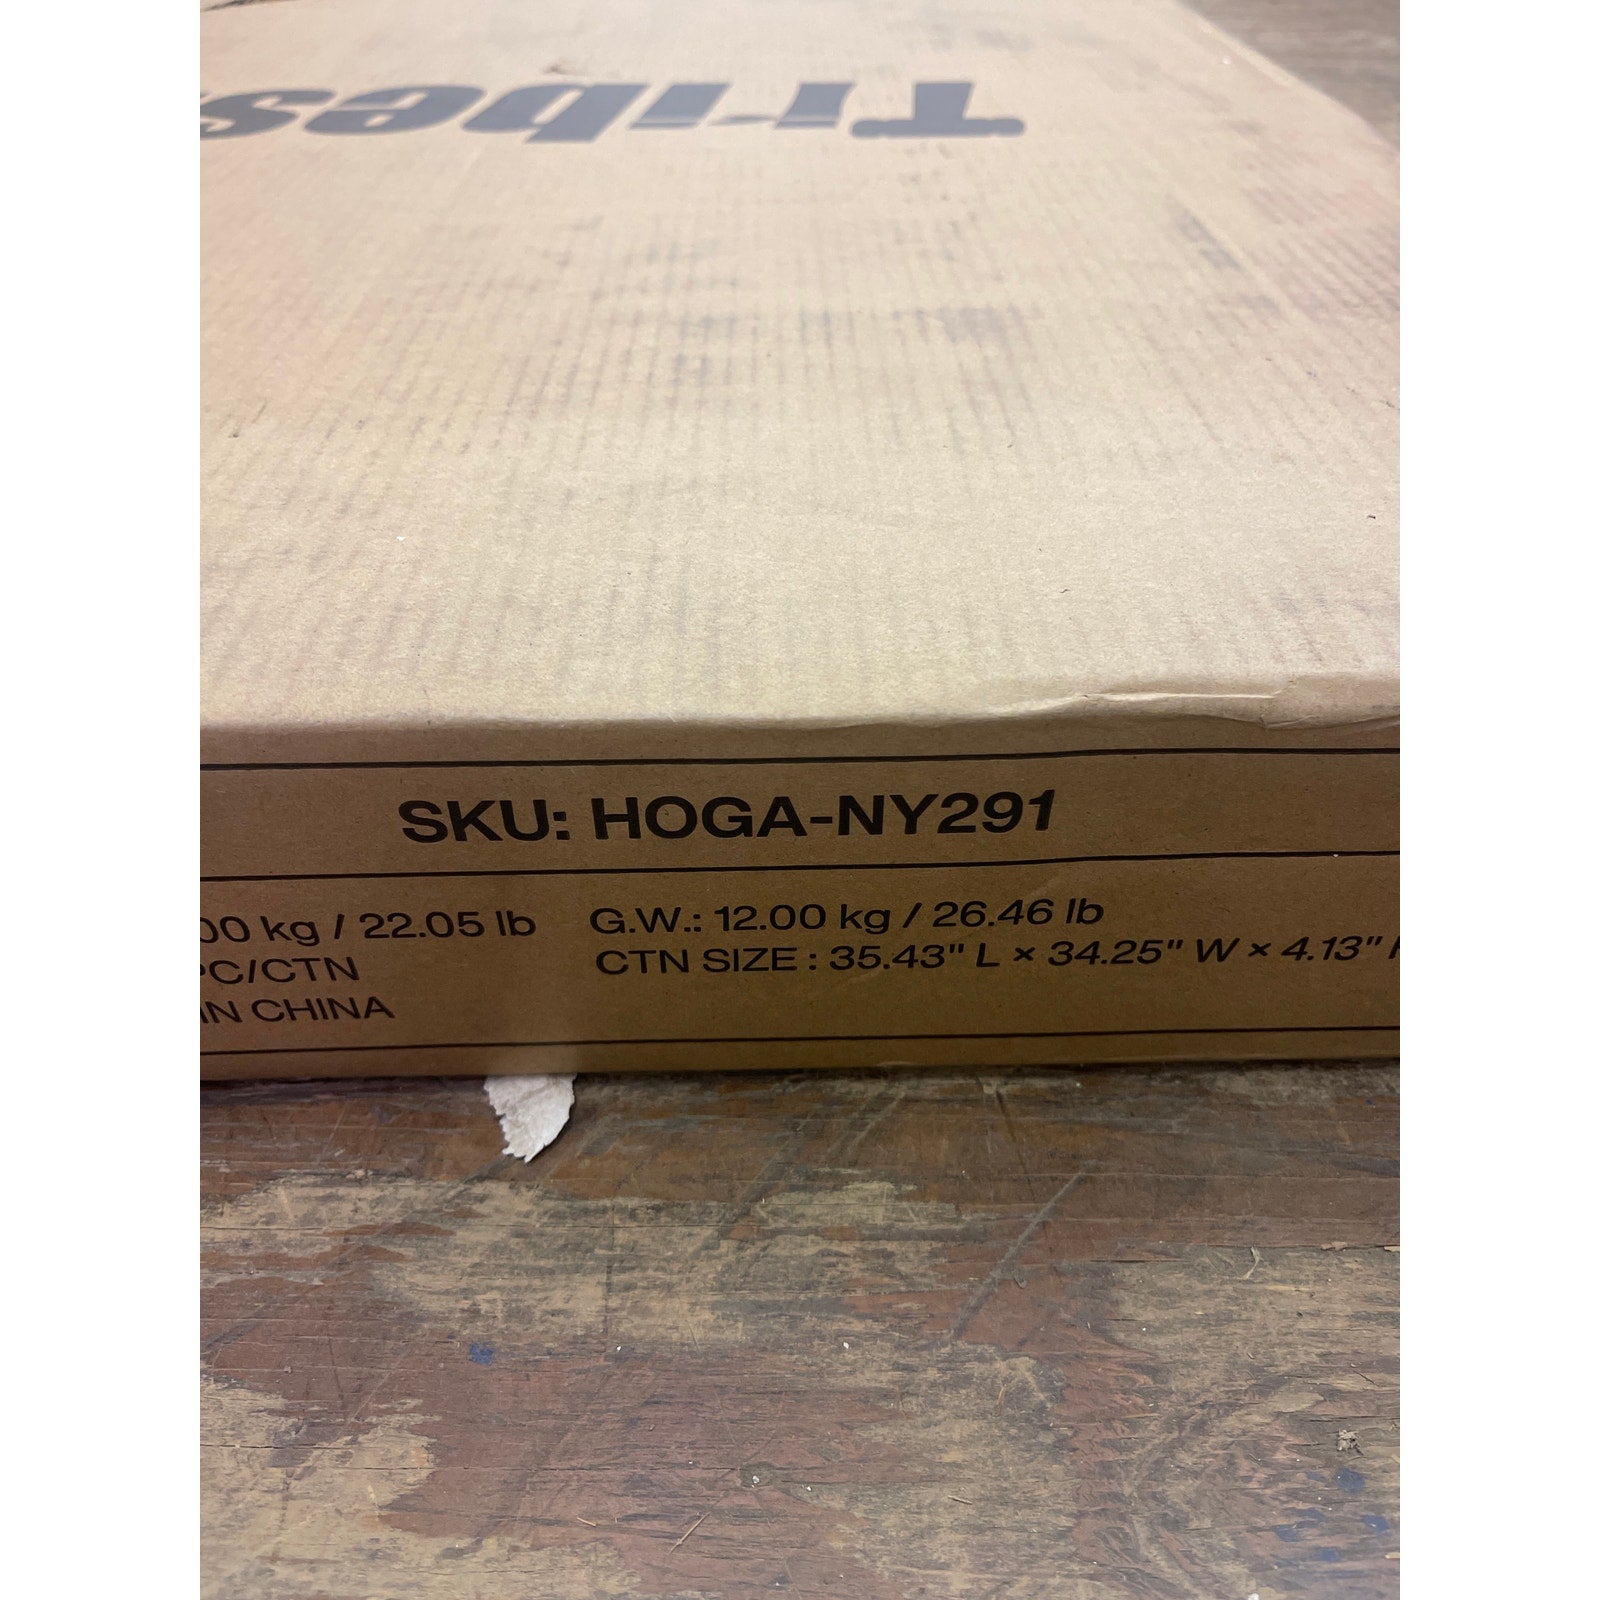 Tribes
SKU: HOGA-NY291
00 kg / 22.05 lb G.W.: 12.00 kg / 26.46 lb
PC/CTN CTN SIZE : 35.43" L × 34.25" W × 4.13"
IN CHINA